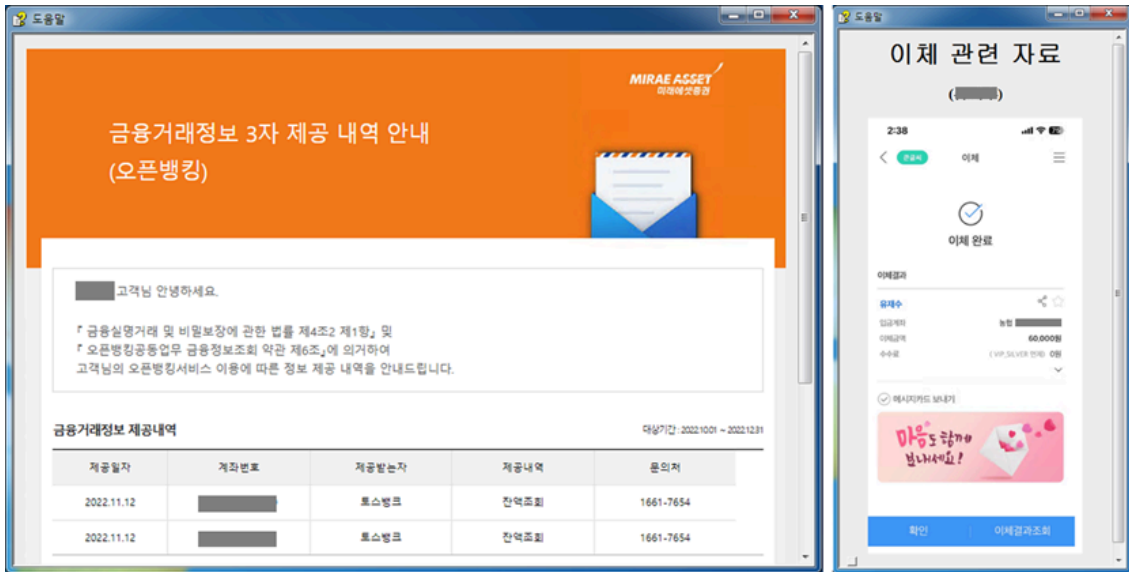 도움말
MIRAE ASSET
미래에셋증권
금융거래정보 3자 제공 내역 안내
(오픈뱅킹)
고객님 안녕하세요.
『 금융실명거래 및 비밀보장에 관한 법률 제4조2 제1항』 및
『 오픈뱅킹공동업무 금융정보조회 약관 제6조』에 의거하여
고객님의 오픈뱅킹서비스 이용에 따른 정보 제공 내역을 안내드립니다.
금융거래정보 제공내역
대상기간 : 2022.10.01 ~ 2022.12.31
제공일자 계좌번호 제공받는자 제공내역 문의처
2022.11.12 토스뱅크 잔액조회 1661-7654
2022.11.12 토스뱅크 잔액조회 1661-7654
도움말
이체 관련 자료
( )
2:38
큰글씨 이체
이체 완료
이체결과
유재수
입금계좌 농협
이체금액 60,000원
수수료 ( VIP_SILVER 면제) 0원
메시지카드 보내기
마음도 함께
보내세요!
확인 이체결과조회